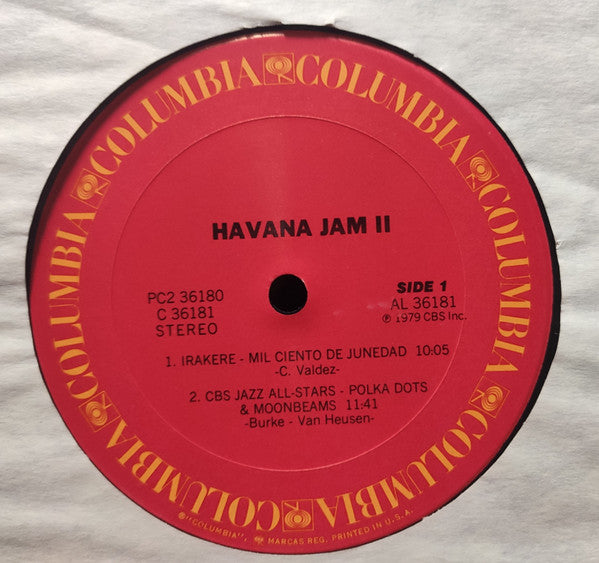 COLUMBIA COLUMBIA COLUMBIA COLUMBIA COLUMBIA COLUMBIA
HAVANA JAM II
PC2 36180
C 36181
STEREO
SIDE 1
AL 36181
℗ 1979 CBS Inc.
1. IRAKERE - MIL CIENTO DE JUNEDAD 10:05
-C. Valdez-
2. CBS JAZZ ALL-STARS - POLKA DOTS
& MOONBEAMS 11:41
-Burke - Van Heusen-
® "COLUMBIA", MARCAS REG. PRINTED IN U.S.A.